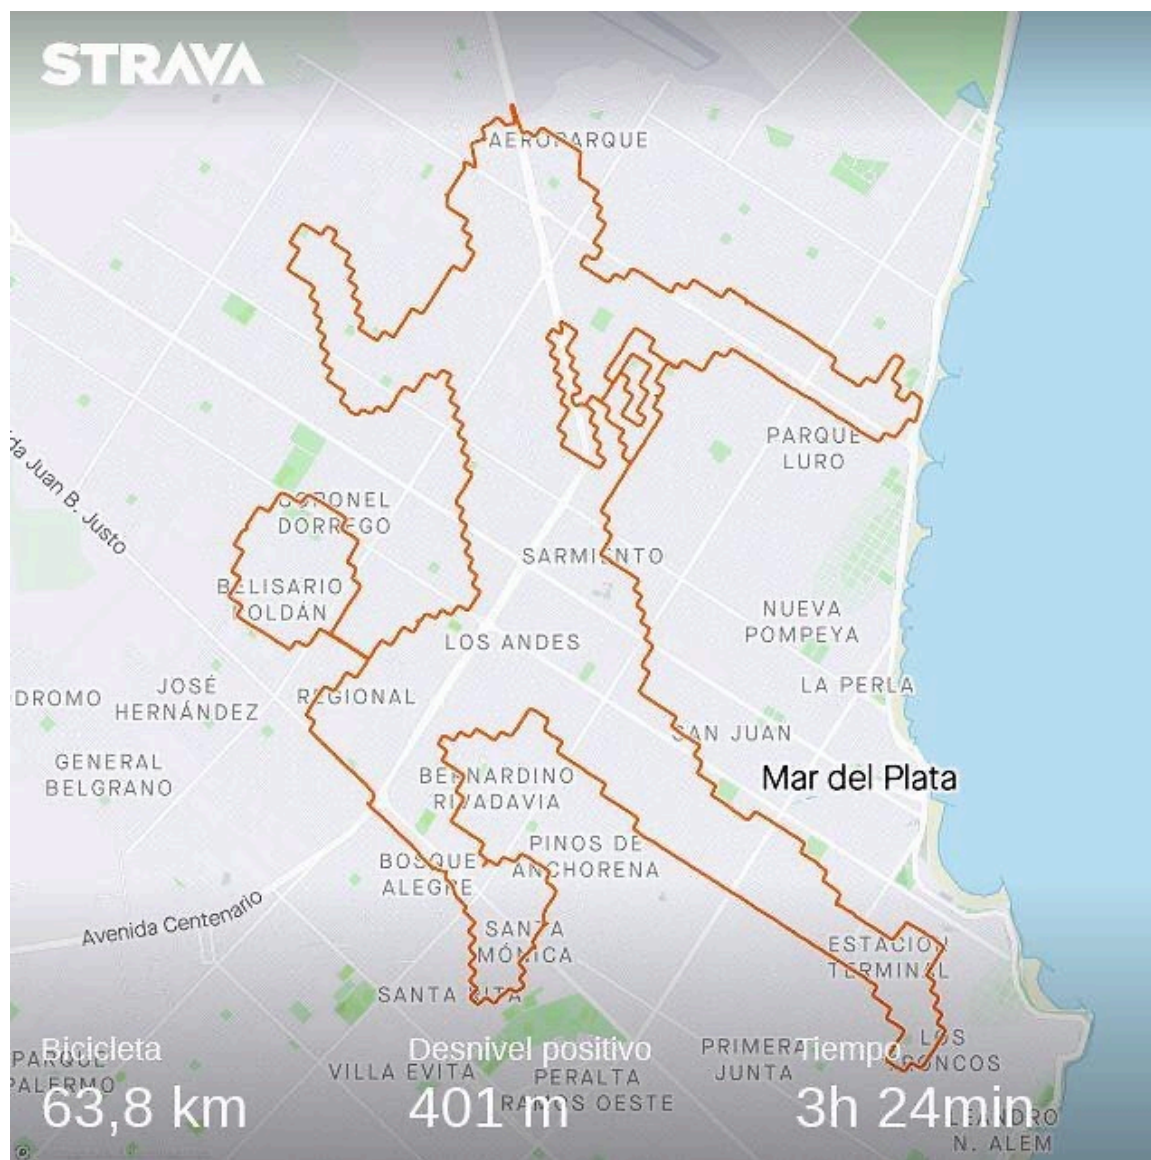 STRAVA
AEROPARQUE
PARQUE
LURO
da Juan B. Justo
CORONEL
DORREGO
SARMIENTO
BELISARIO
ROLDÁN
NUEVA
POMPEYA
LOS ANDES
LA PERLA
DROMO
JOSÉ
HERNÁNDEZ
REGIONAL
SAN JUAN
GENERAL
BELGRANO
Mar del Plata
BERNARDINO
RIVADAVIA
PINOS DE
ANCHORENA
BOSQUE
ALEGRE
Avenida Centenario
SANTA
MÓNICA
ESTACIÓN
TERMINAL
SANTA RITA
Bicicleta
Desnivel positivo
Tiempo
PARQUE
PALERMO
VILLA EVITA
PERALTA
RAMOS OESTE
PRIMERA
JUNTA
LOS
TRONCOS
63,8 km
401 m
3h 24min
LEANDRO
N. ALEM